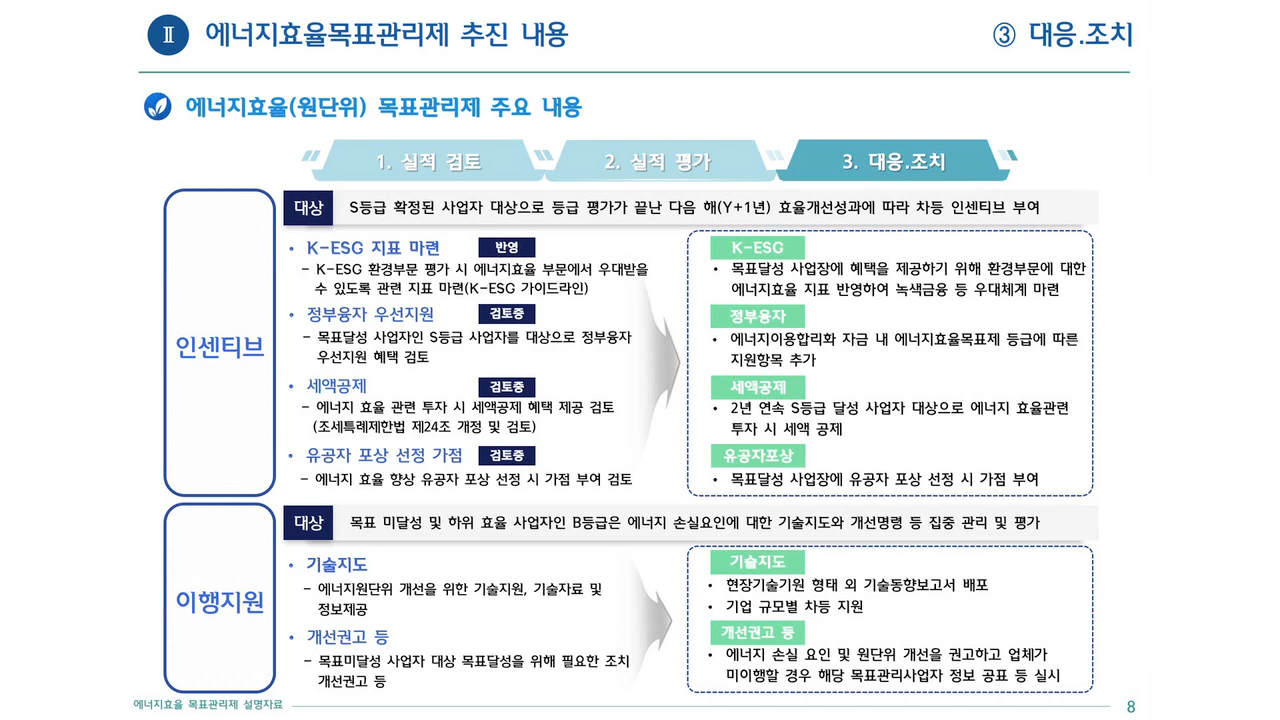 Ⅱ 에너지효율목표관리제 추진 내용
③ 대응.조치
에너지효율(원단위) 목표관리제 주요 내용
1. 실적 검토
2. 실적 평가
3. 대응.조치
인센티브
대상
S등급 확정된 사업자 대상으로 등급 평가가 끝난 다음 해(Y+1년) 효율개선성과에 따라 차등 인센티브 부여
• K-ESG 지표 마련 반영
- K-ESG 환경부문 평가 시 에너지효율 부문에서 우대받을
수 있도록 관련 지표 마련(K-ESG 가이드라인)
• 정부융자 우선지원 검토중
- 목표달성 사업자인 S등급 사업자를 대상으로 정부융자
우선지원 혜택 검토
• 세액공제 검토중
- 에너지 효율 관련 투자 시 세액공제 혜택 제공 검토
(조세특례제한법 제24조 개정 및 검토)
• 유공자 포상 선정 가점 검토중
- 에너지 효율 향상 유공자 포상 선정 시 가점 부여 검토
K-ESG
• 목표달성 사업장에 혜택을 제공하기 위해 환경부문에 대한
에너지효율 지표 반영하여 녹색금융 등 우대체계 마련
정부융자
• 에너지이용합리화 자금 내 에너지효율목표제 등급에 따른
지원항목 추가
세액공제
• 2년 연속 S등급 달성 사업자 대상으로 에너지 효율관련
투자 시 세액 공제
유공자포상
• 목표달성 사업장에 유공자 포상 선정 시 가점 부여
이행지원
대상
목표 미달성 및 하위 효율 사업자인 B등급은 에너지 손실요인에 대한 기술지도와 개선명령 등 집중 관리 및 평가
• 기술지도
- 에너지원단위 개선을 위한 기술지원, 기술자료 및
정보제공
• 개선권고 등
- 목표미달성 사업자 대상 목표달성을 위해 필요한 조치
개선권고 등
기술지도
• 현장기술기원 형태 외 기술동향보고서 배포
• 기업 규모별 차등 지원
개선권고 등
• 에너지 손실 요인 및 원단위 개선을 권고하고 업체가
미이행할 경우 해당 목표관리사업자 정보 공표 등 실시
에너지효율 목표관리제 설명자료
8